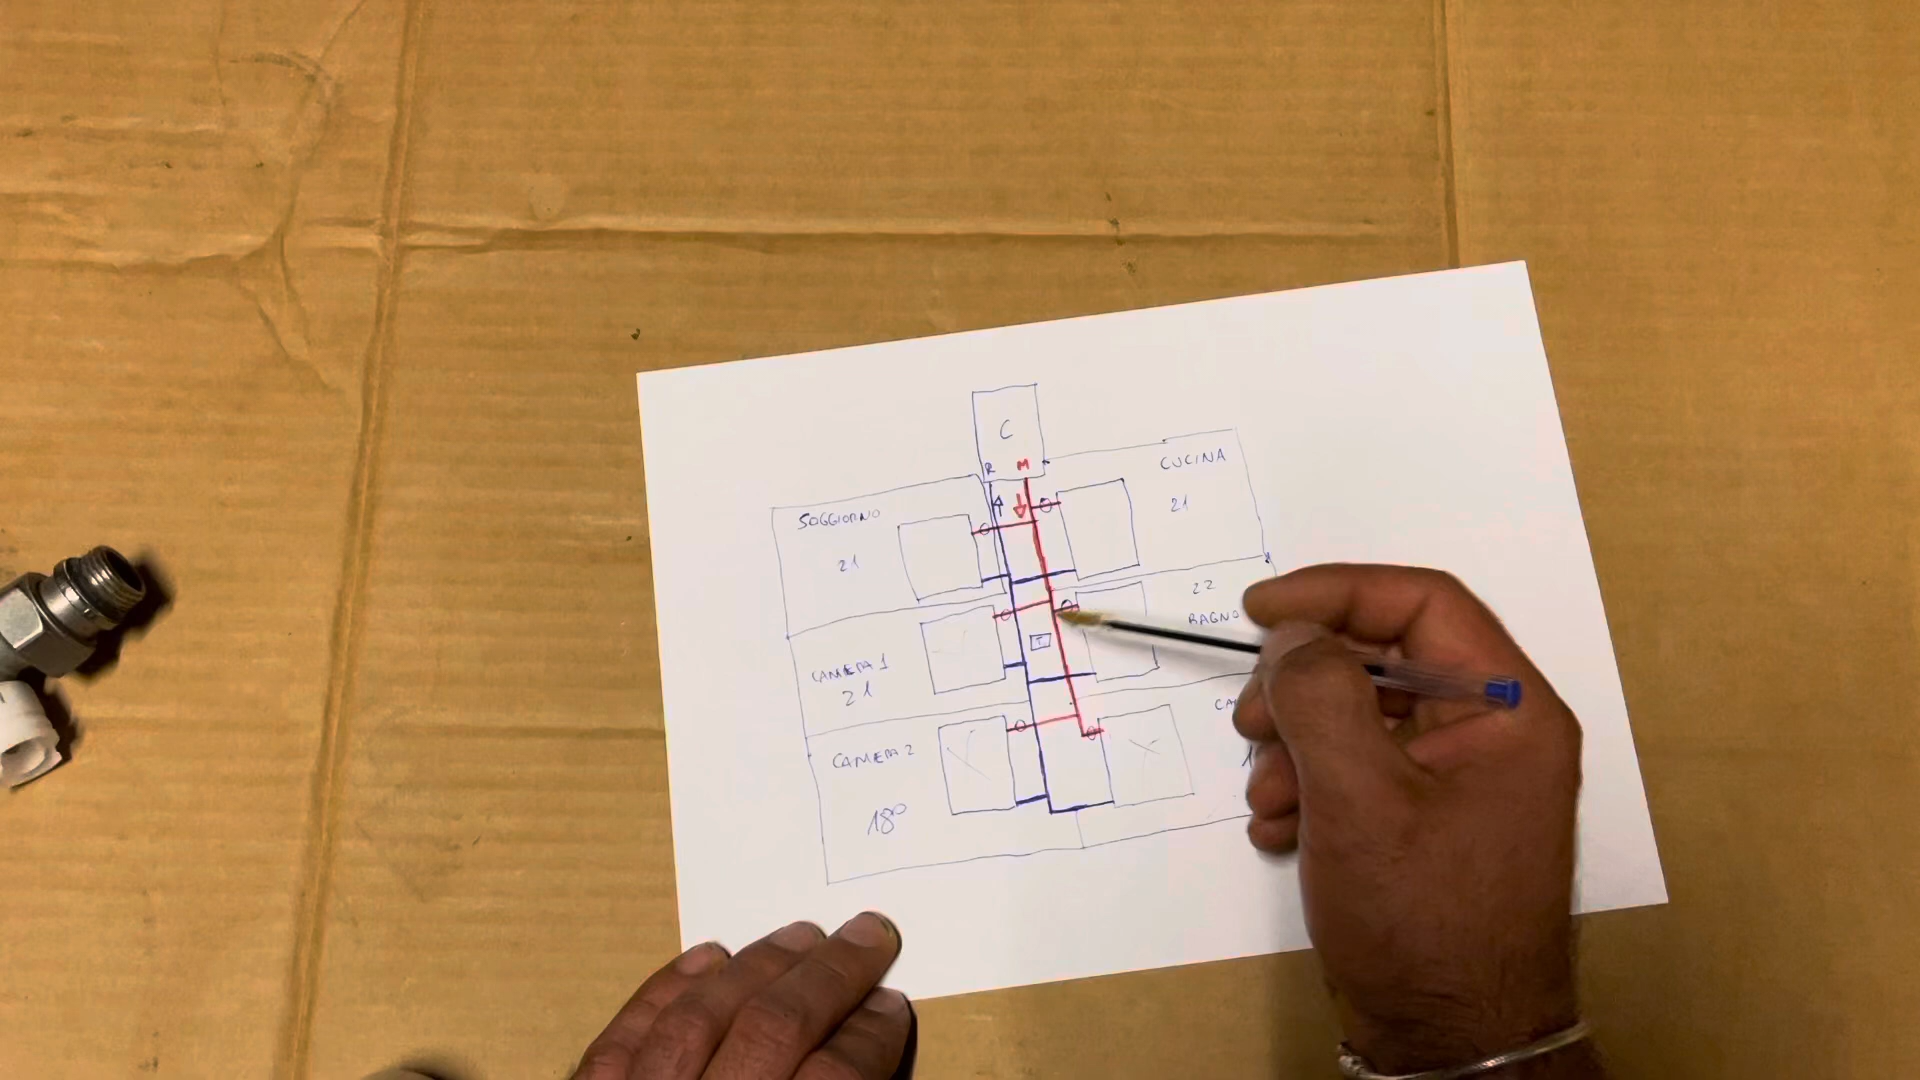 C
R M
CUCINA
21
SOGGIORNO
21
22
BAGNO
T
CAMERA 1
21
CAMERA 2
18°